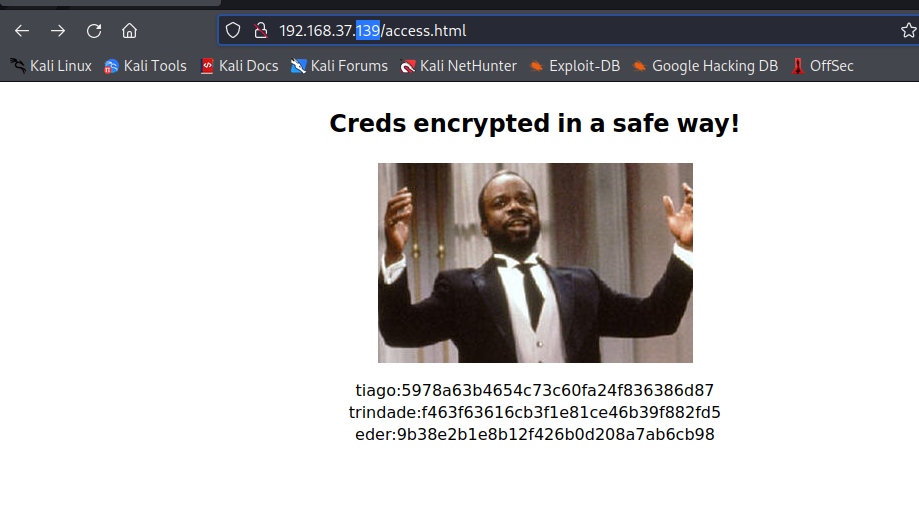 192.168.37.139/access.html
Kali Linux Kali Tools Kali Docs Kali Forums Kali NetHunter Exploit-DB Google Hacking DB OffSec
Creds encrypted in a safe way!
tiago:5978a63b4654c73c60fa24f836386d87
trindade:f463f63616cb3f1e81ce46b39f882fd5
eder:9b38e2b1e8b12f426b0d208a7ab6cb98